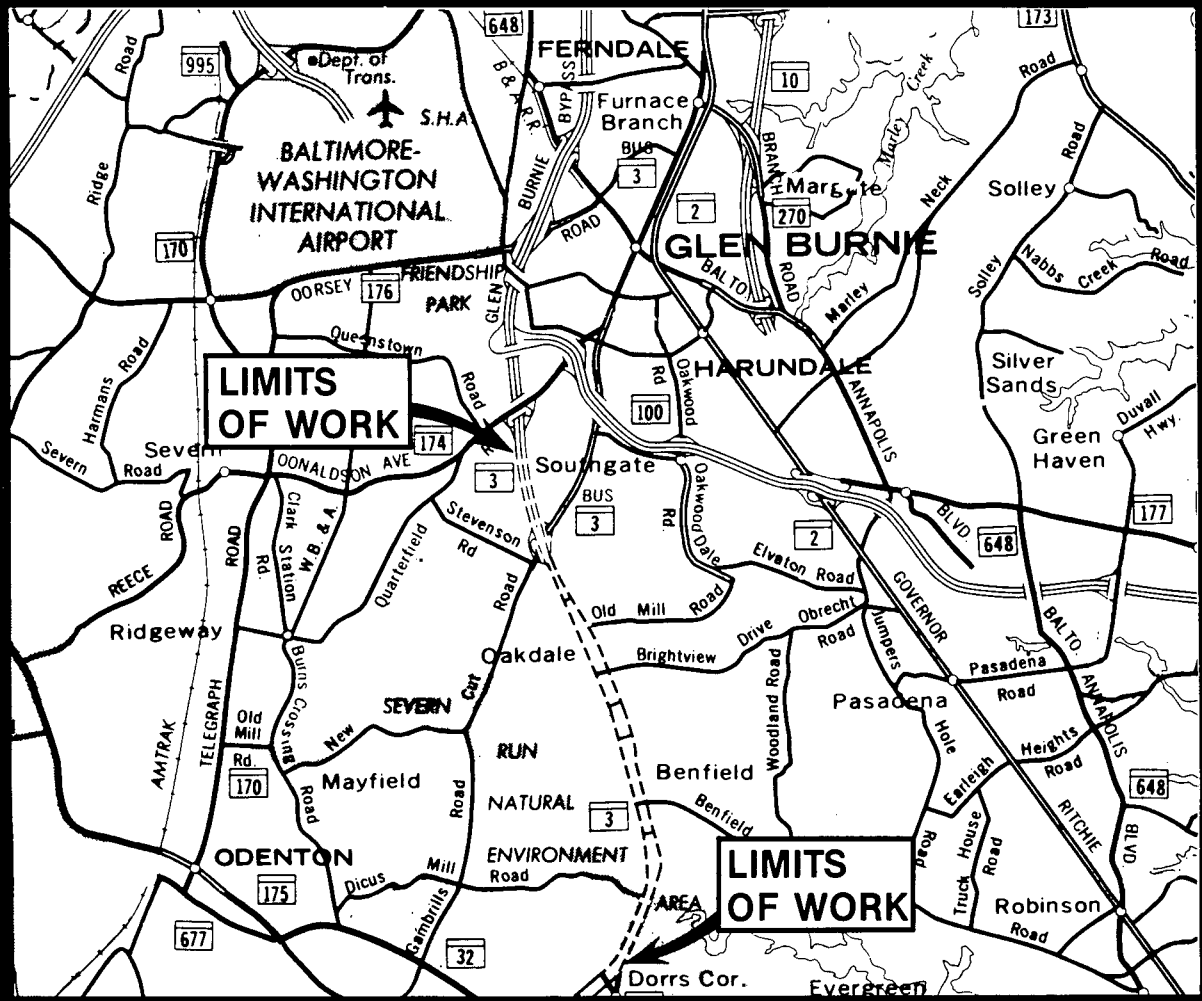 648
173
FERNDALE
Road
995
Dept. of
Trans.
B & A R.R.
BYPASS
10
Creek
Road
S.H.A.
Furnace
Branch
BUS
3
BRANCH
Marley
Road
BALTIMORE-
WASHINGTON
INTERNATIONAL
AIRPORT
Ridge
BURNIE
2
270
Neck
Solley
170
ROAD
GLEN BURNIE
FRIENDSHIP
PARK
DORSEY
176
GLEN
BALTO.
ROAD
Marley
Solley
Nabbs
Creek
Road
Queenstown
Road
HARUNDALE
Silver
Sands
Harmans
Road
LIMITS
OF WORK
Rd
Oakwood
100
ANNAPOLIS
Duvall
Hwy.
Green
Haven
Severn
Road
Severn
DONALDSON AVE
174
3
Southgate
BUS
3
Oakwood
Rd.
Dale
2
BLVD.
648
177
ROAD
ROAD
REECE
Clark
Station
Rd.
W.B. & A.
Quarterfield
Stevenson
Rd
Road
Elvaton Road
Old Mill Road
Obrecht
Road
Drive
Brightview
Jumpers
GOVERNOR
BALTO.
Ridgeway
Oakdale
Burns
Crossing
Woodland Road
Pasadena
Road
Pasadena
ANNAPOLIS
AMTRAK
TELEGRAPH
Old
Mill
Rd.
170
New
SEVERN
Cut
RUN
Hole
Heights
Road
Earleigh
Mayfield
Road
Road
NATURAL
3
Benfield
Benfield
648
RITCHIE
BLVD
Road
Truck House
Road
ODENTON
175
Dicus
Mill
Road
ENVIRONMENT
AREA
LIMITS
OF WORK
Robinson
Road
677
32
Gambrills
Dorrs Cor.
Evergreen